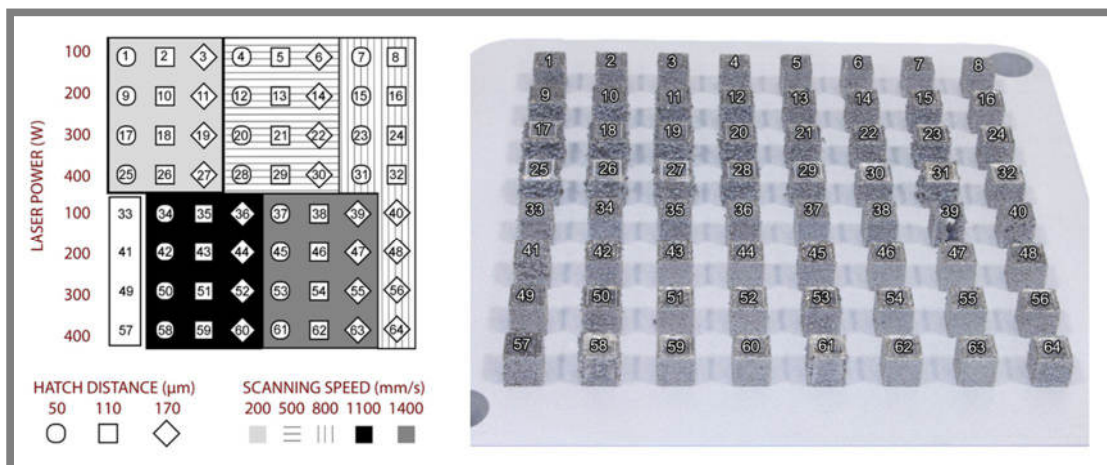 LASER POWER (W)
100 1 2 3 4 5 6 7 8
200 9 10 11 12 13 14 15 16
300 17 18 19 20 21 22 23 24
400 25 26 27 28 29 30 31 32
100 33 34 35 36 37 38 39 40
200 41 42 43 44 45 46 47 48
300 49 50 51 52 53 54 55 56
400 57 58 59 60 61 62 63 64
HATCH DISTANCE (µm)
50 110 170
SCANNING SPEED (mm/s)
200 500 800 1100 1400
1 2 3 4 5 6 7 8
9 10 11 12 13 14 15 16
17 18 19 20 21 22 23 24
25 26 27 28 29 30 31 32
33 34 35 36 37 38 39 40
41 42 43 44 45 46 47 48
49 50 51 52 53 54 55 56
57 58 59 60 61 62 63 64